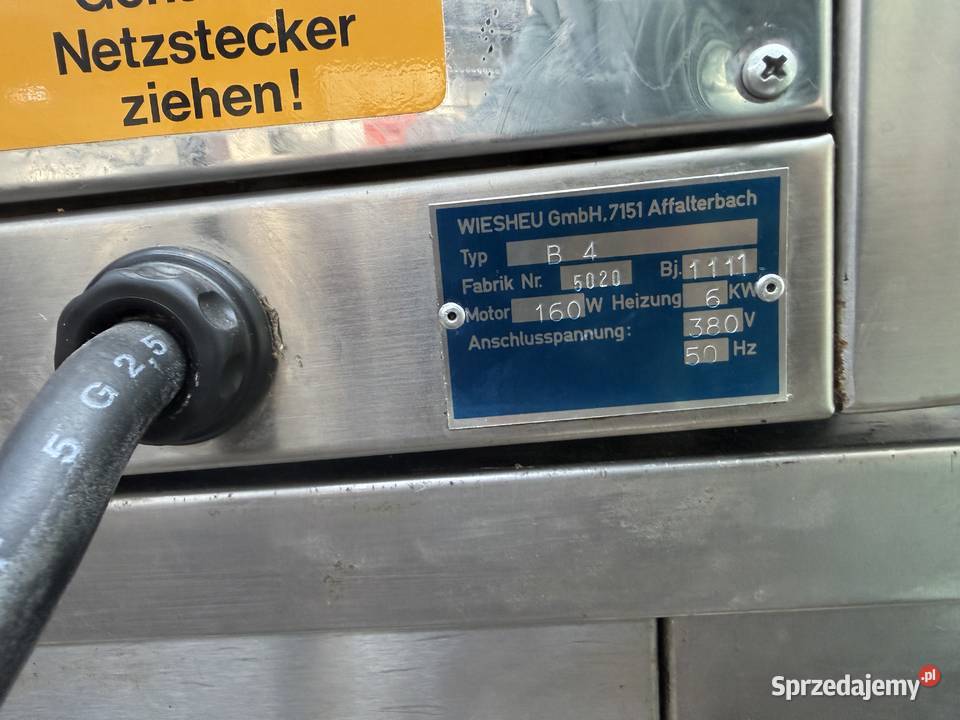 Netzstecker
ziehen!
WIESHEU GmbH, 7151 Affalterbach
Typ B 4
Fabrik Nr. 5020 Bj. 1111
Motor 160 W Heizung 6 KW
Anschlusspannung: 380 V
50 Hz
5 G 2,5
Sprzedajemy.pl